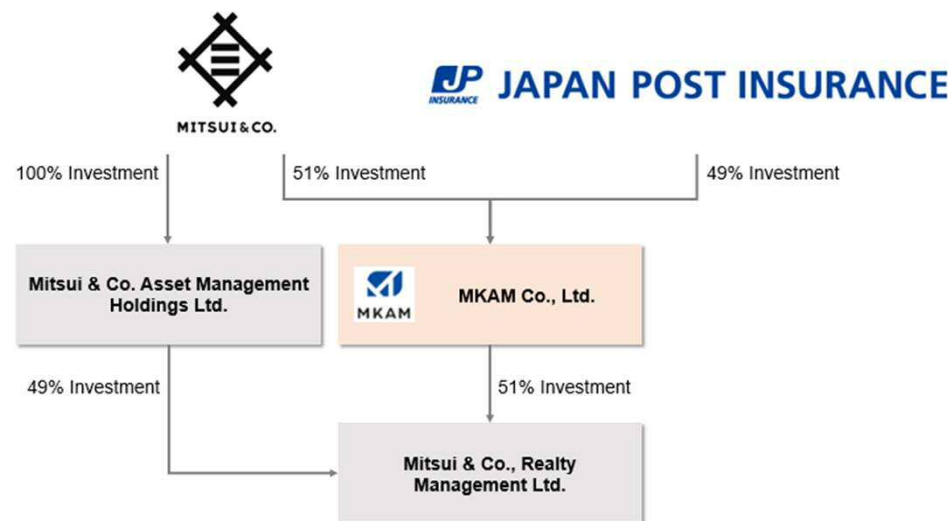 MITSUI & CO.
JP INSURANCE
JAPAN POST INSURANCE
100% Investment
51% Investment
49% Investment
Mitsui & Co. Asset Management
Holdings Ltd.
MKAM
MKAM Co., Ltd.
49% Investment
51% Investment
Mitsui & Co., Realty
Management Ltd.